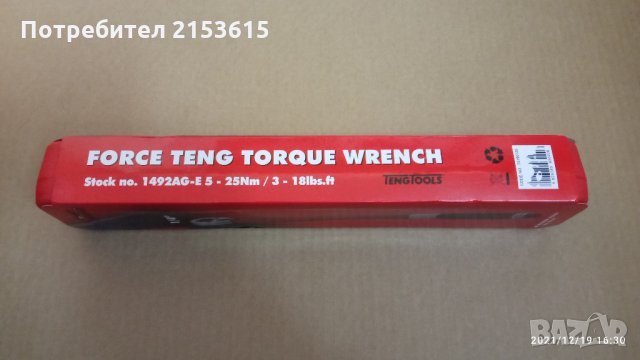 Потребител 2153615
FORCE TENG TORQUE WRENCH
Stock no. 1492AG-E 5 - 25Nm / 3 - 18lbs.ft
TENGTOOLS
BAZAR
2021/12/19 16:30